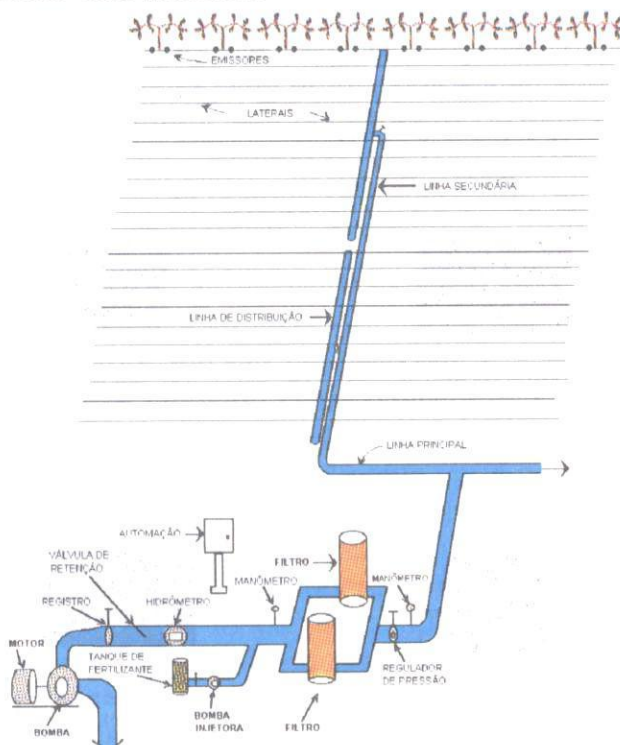 EMISSORES
LATERAIS
LINHA SECUNDÁRIA
LINHA DE DISTRIBUIÇÃO
LINHA PRINCIPAL
AUTOMAÇÃO
FILTRO
VÁLVULA DE
RETENÇÃO
MANÔMETRO
MANÔMETRO
REGISTRO
HIDRÔMETRO
MOTOR
TANQUE DE
FERTILIZANTE
REGULADOR
DE PRESSÃO
BOMBA
INJETORA
FILTRO
BOMBA